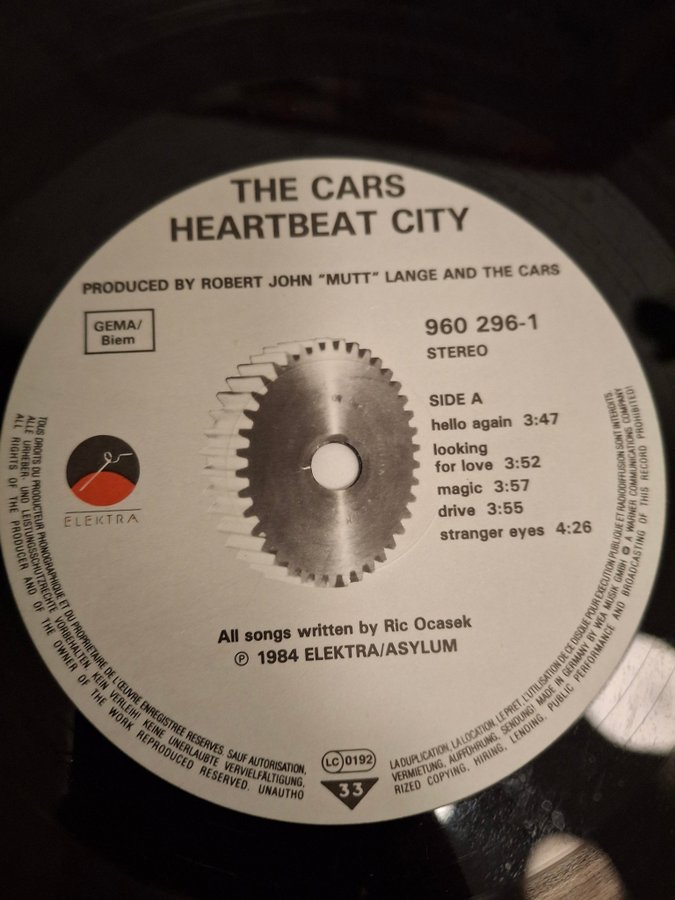 THE CARS
HEARTBEAT CITY
PRODUCED BY ROBERT JOHN "MUTT" LANGE AND THE CARS
GEMA/
Biem
960 296-1
STEREO
SIDE A
hello again 3:47
looking
for love 3:52
magic 3:57
drive 3:55
stranger eyes 4:26
ELEKTRA
All songs written by Ric Ocasek
Ⓟ 1984 ELEKTRA/ASYLUM
TOUS DROITS DU PRODUCTEUR PHONOGRAPHIQUE ET DU PROPRIETAIRE DE L'ŒUVRE ENREGISTREE RESERVES SAUF AUTORISATION,
LA DUPLICATION, LA LOCATION, LE PRET, L'UTILISATION DE CE DISQUE POUR EXECUTION PUBLIQUE ET RADIODIFFUSION SONT INTERDITS.
ALLE URHEBER- UND LEISTUNGSSCHUTZRECHTE VORBEHALTEN. KEIN VERLEIH! KEINE UNERLAUBTE VERVIELFÄLTIGUNG,
VERMIETUNG, AUFFÜHRUNG, SENDUNG! MADE IN GERMANY BY WEA MUSIK GMBH Ⓟ A WARNER COMMUNICATIONS COMPANY
ALL RIGHTS OF THE PRODUCER AND OF THE OWNER OF THE WORK REPRODUCED RESERVED. UNAUTHO
RIZED COPYING, HIRING, LENDING, PUBLIC PERFORMANCE AND BROADCASTING OF THIS RECORD PROHIBITED!
LC 0192
33